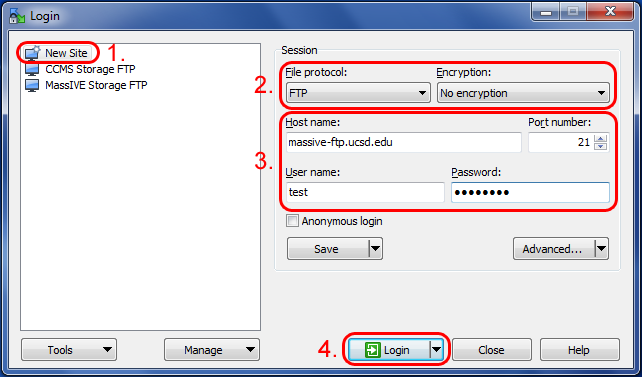 Login
New Site
1.
CCMS Storage FTP
MassIVE Storage FTP
Session
2.
File protocol:
Encryption:
FTP
No encryption
3.
Host name:
Port number:
massive-ftp.ucsd.edu
21
User name:
Password:
test
••••••••
Anonymous login
Save
Advanced...
Tools
Manage
4.
Login
Close
Help